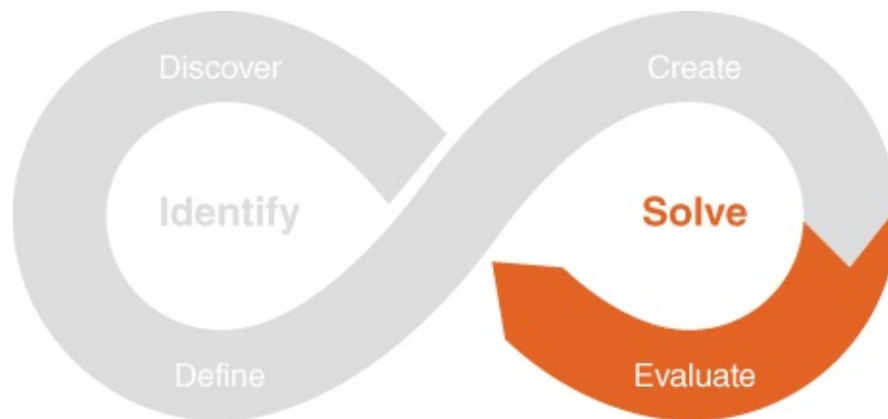 Discover
Create
Identify
Solve
Define
Evaluate